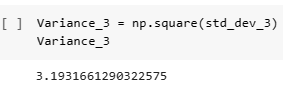 [ ] Variance_3 = np.square(std_dev_3)
Variance_3
3.1931661290322575